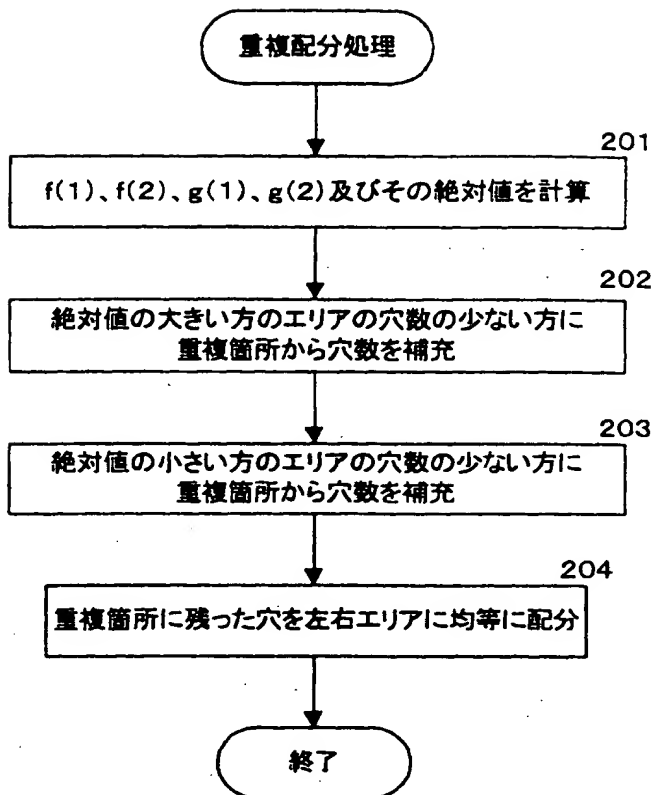 重複配分処理
201
f(1)、f(2)、g(1)、g(2)及びその絶対値を計算
202
絶対値の大きい方のエリアの穴数の少ない方に
重複箇所から穴数を補充
203
絶対値の小さい方のエリアの穴数の少ない方に
重複箇所から穴数を補充
204
重複箇所に残った穴を左右エリアに均等に配分
終了